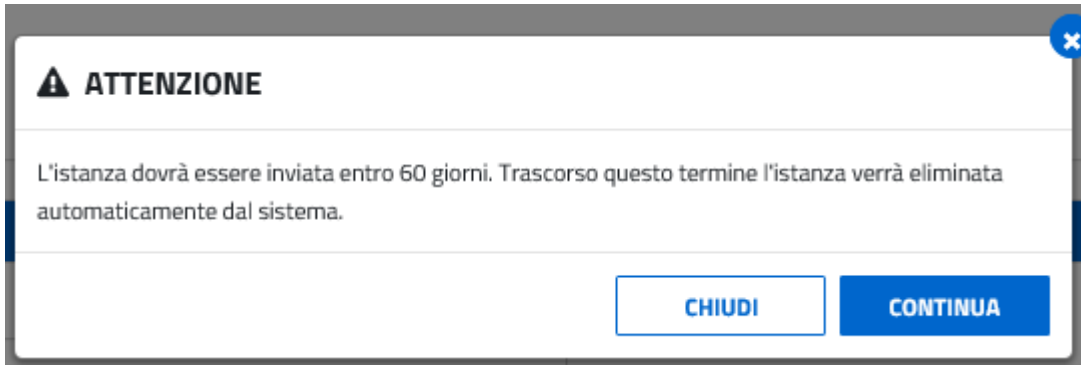 ATTENZIONE
L'istanza dovrà essere inviata entro 60 giorni. Trascorso questo termine l'istanza verrà eliminata
automaticamente dal sistema.
CHIUDI
CONTINUA